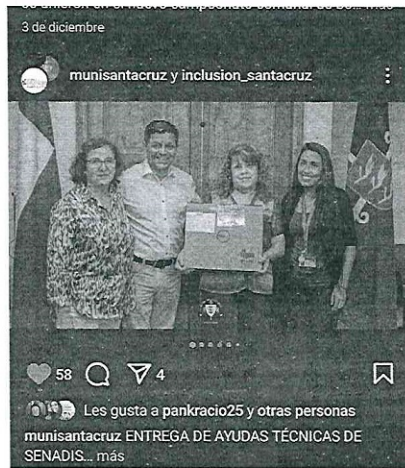 3 de diciembre
munisantacruz y inclusion_santacruz
58
4
Les gusta a pankracio25 y otras personas
munisantacruz ENTREGA DE AYUDAS TÉCNICAS DE
SENADIS... más